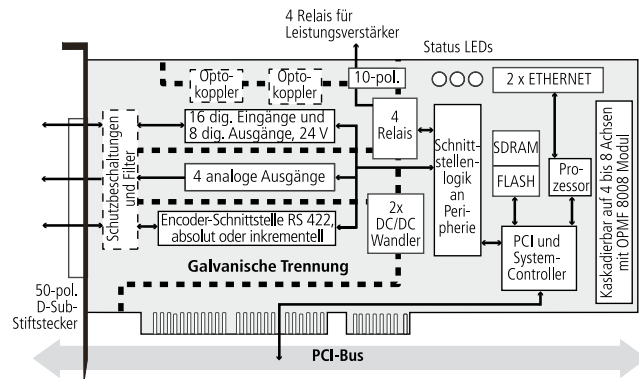 4 Relais für
Leistungsverstärker
Status LEDs
Opto-
koppler
Opto-
koppler
10-pol.
2 x ETHERNET
16 dig. Eingänge und
8 dig. Ausgänge, 24 V
4
Relais
Schnitt-
stellen-
logik
an
Peri-
pherie
SDRAM
FLASH
Pro-
zessor
4 analoge Ausgänge
Schutzbeschaltungen
und Filter
Encoder-Schnittstelle RS 422,
absolut oder inkrementell
2x
DC/DC
Wandler
PCI und
System-
Controller
Kaskadierbar auf 4 bis 8 Achsen
mit OPMF 8008 Modul
Galvanische Trennung
50-pol.
D-Sub-
Stiftstecker
PCI-Bus